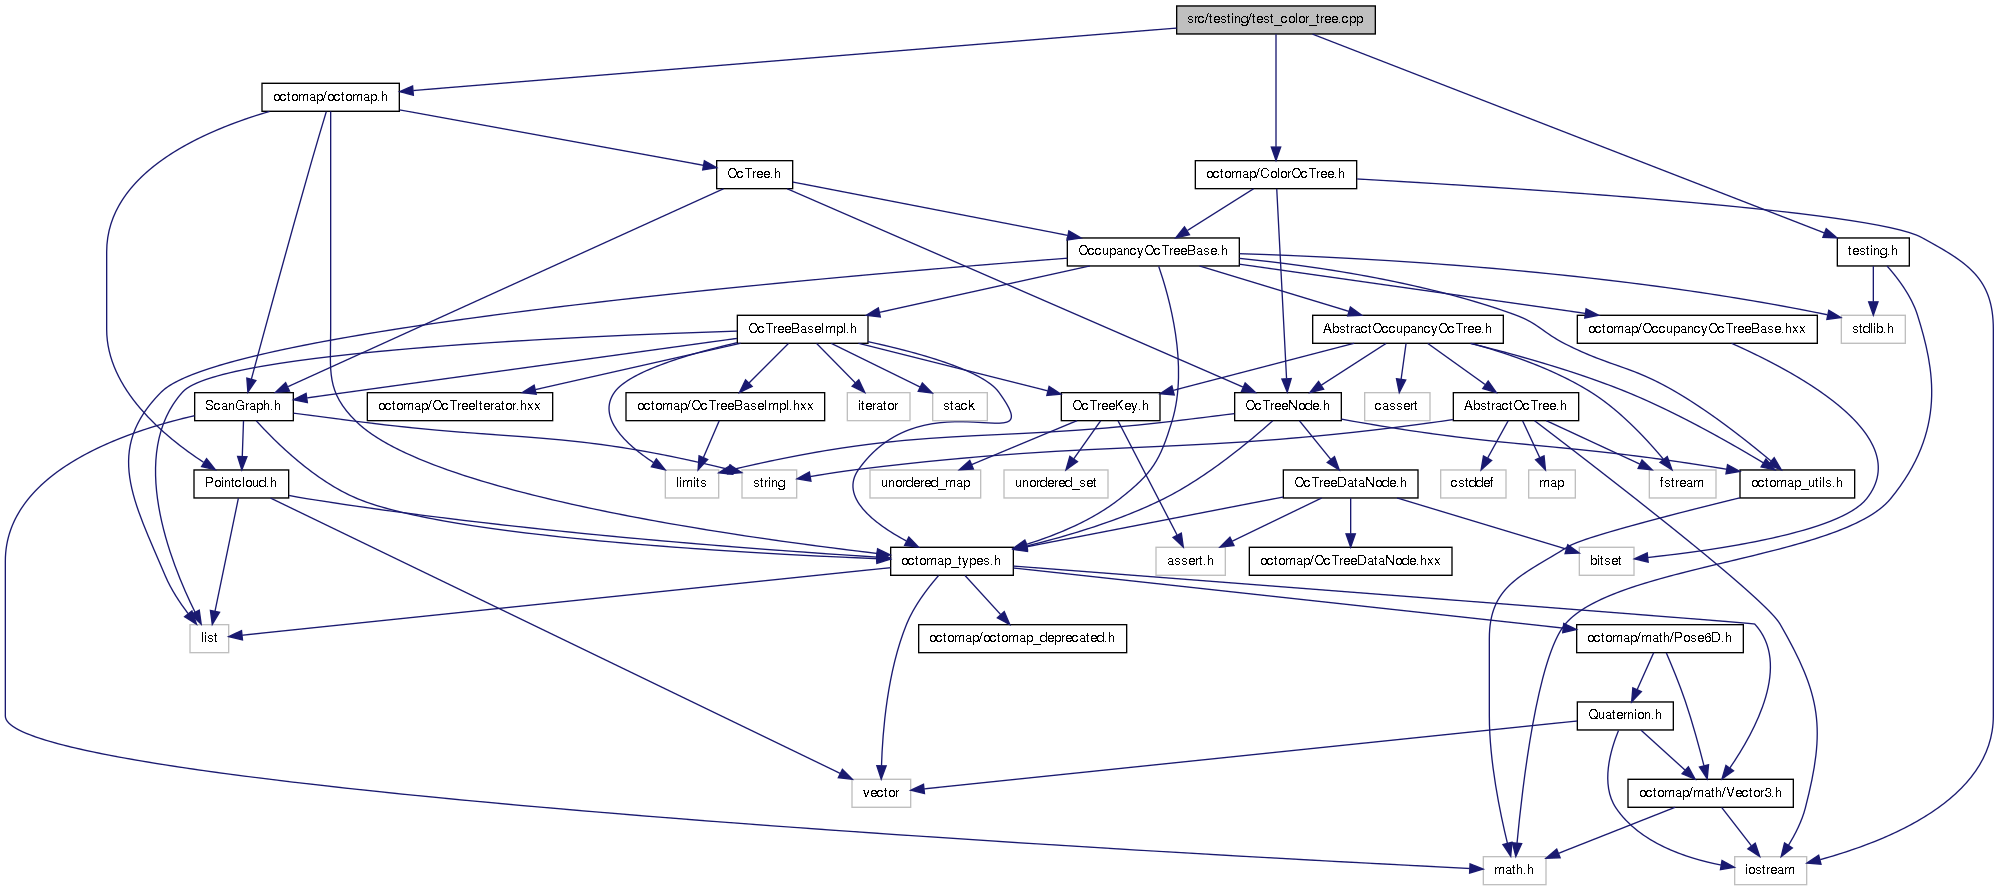 src/testing/test_color_tree.cpp
octomap/octomap.h
OcTree.h
octomap/ColorOcTree.h
OccupancyOcTreeBase.h
testing.h
OcTreeBaseImpl.h
AbstractOccupancyOcTree.h
octomap/OccupancyOcTreeBase.hxx
stdlib.h
ScanGraph.h
octomap/OcTreeIterator.hxx
octomap/OcTreeBaseImpl.hxx
iterator
stack
OcTreeKey.h
OcTreeNode.h
cassert
AbstractOcTree.h
Pointcloud.h
limits
string
unordered_map
unordered_set
OcTreeDataNode.h
cstddef
map
fstream
octomap_utils.h
octomap_types.h
assert.h
octomap/OcTreeDataNode.hxx
bitset
list
octomap/octomap_deprecated.h
octomap/math/Pose6D.h
Quaternion.h
vector
octomap/math/Vector3.h
math.h
iostream